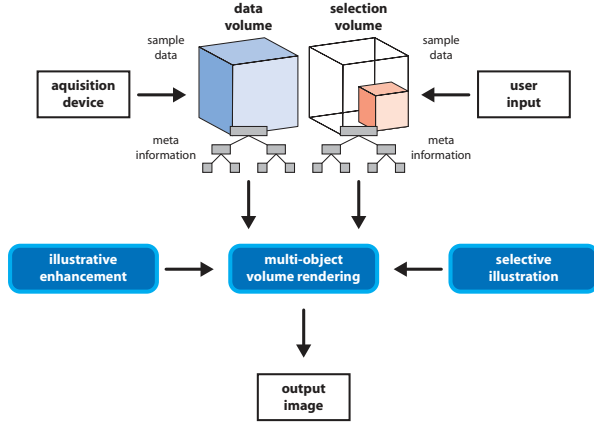 data
volume
selection
volume
sample
data
sample
data
aquisition
device
user
input
meta
information
meta
information
illustrative
enhancement
multi-object
volume rendering
selective
illustration
output
image